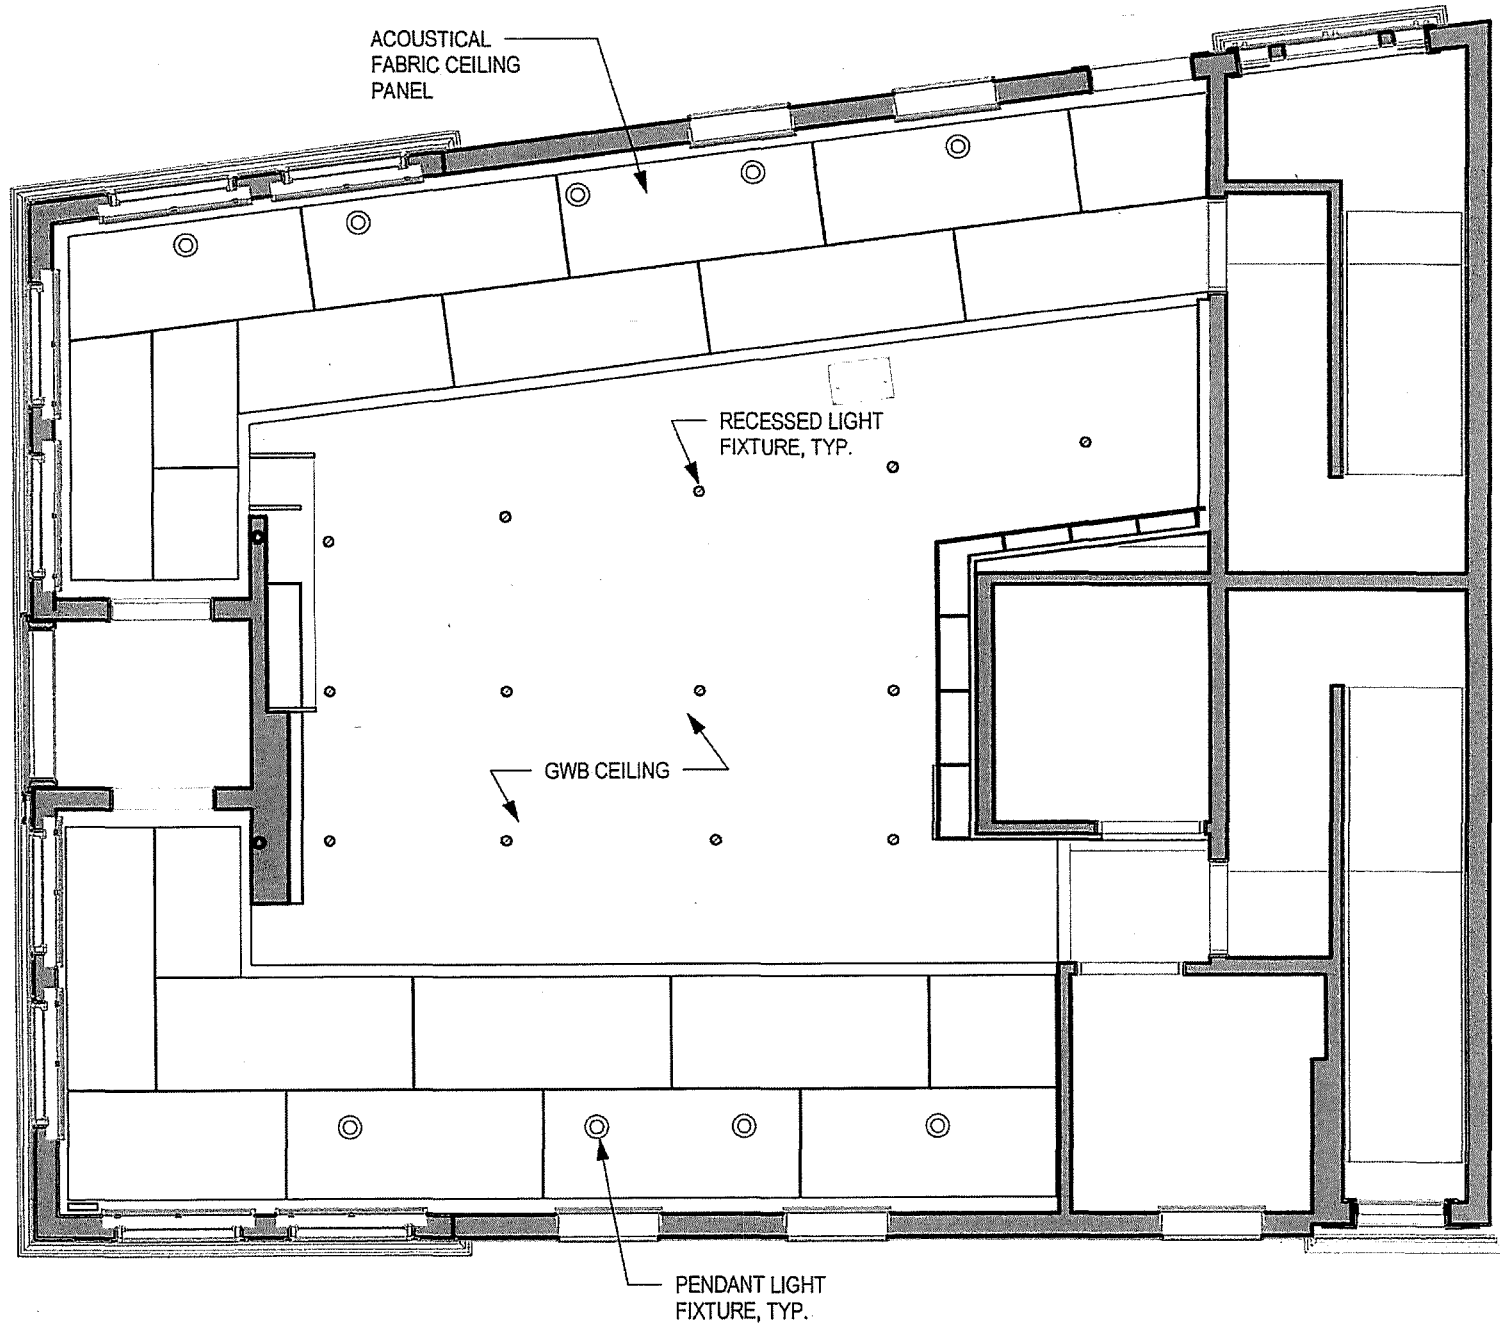 ACOUSTICAL
FABRIC CEILING
PANEL
RECESSED LIGHT
FIXTURE, TYP.
GWB CEILING
PENDANT LIGHT
FIXTURE, TYP.